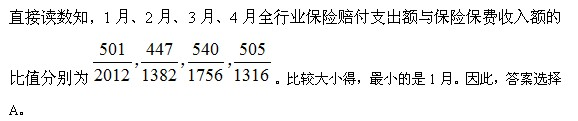 直接读数知，1月、2月、3月、4月全行业保险赔付支出额与保险保费收入额的
比值分别为 501/2012, 447/1382, 540/1756, 505/1316 。比较大小得，最小的是1月。因此，答案选择
A。